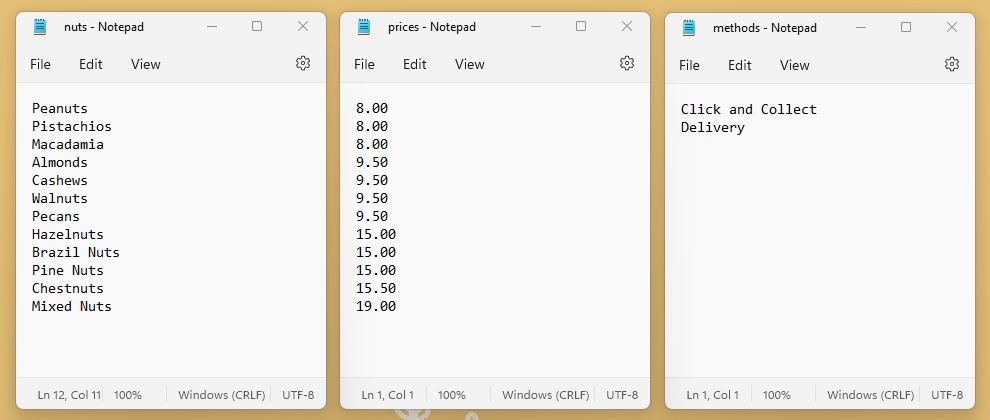 nuts - Notepad
File Edit View
Peanuts
Pistachios
Macadamia
Almonds
Cashews
Walnuts
Pecans
Hazelnuts
Brazil Nuts
Pine Nuts
Chestnuts
Mixed Nuts
Ln 12, Col 11 100% Windows (CRLF) UTF-8
prices - Notepad
File Edit View
8.00
8.00
8.00
9.50
9.50
9.50
9.50
15.00
15.00
15.00
15.50
19.00
Ln 1, Col 1 100% Windows (CRLF) UTF-8
methods - Notepad
File Edit View
Click and Collect
Delivery
Ln 1, Col 1 100% Windows (CRLF) UTF-8